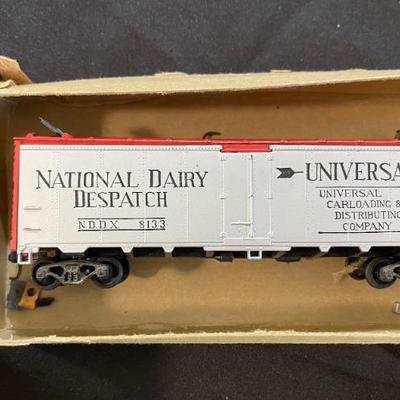 NATIONAL DAIRY
DESPATCH
N.D.D.X 8133
UNIVERSA
UNIVERSAL
CARLOADING &
DISTRIBUTING
COMPANY